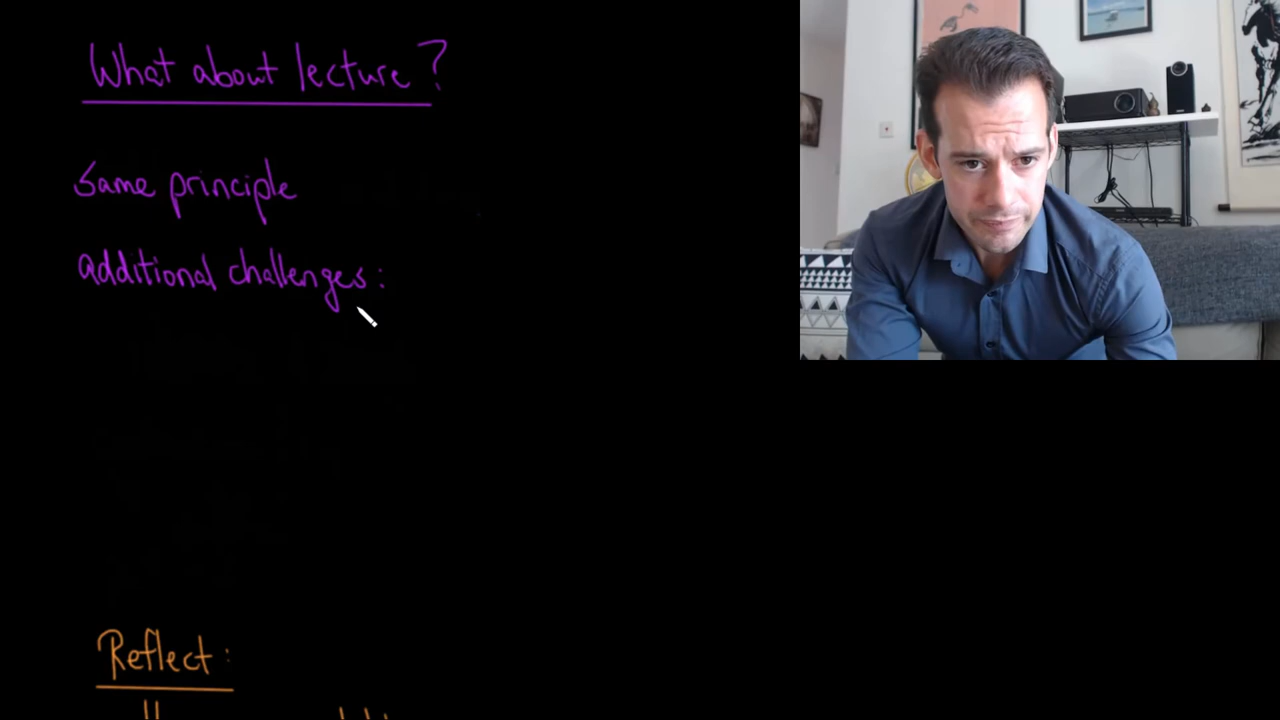 What about lecture?
Same principle
additional challenges:
Reflect: